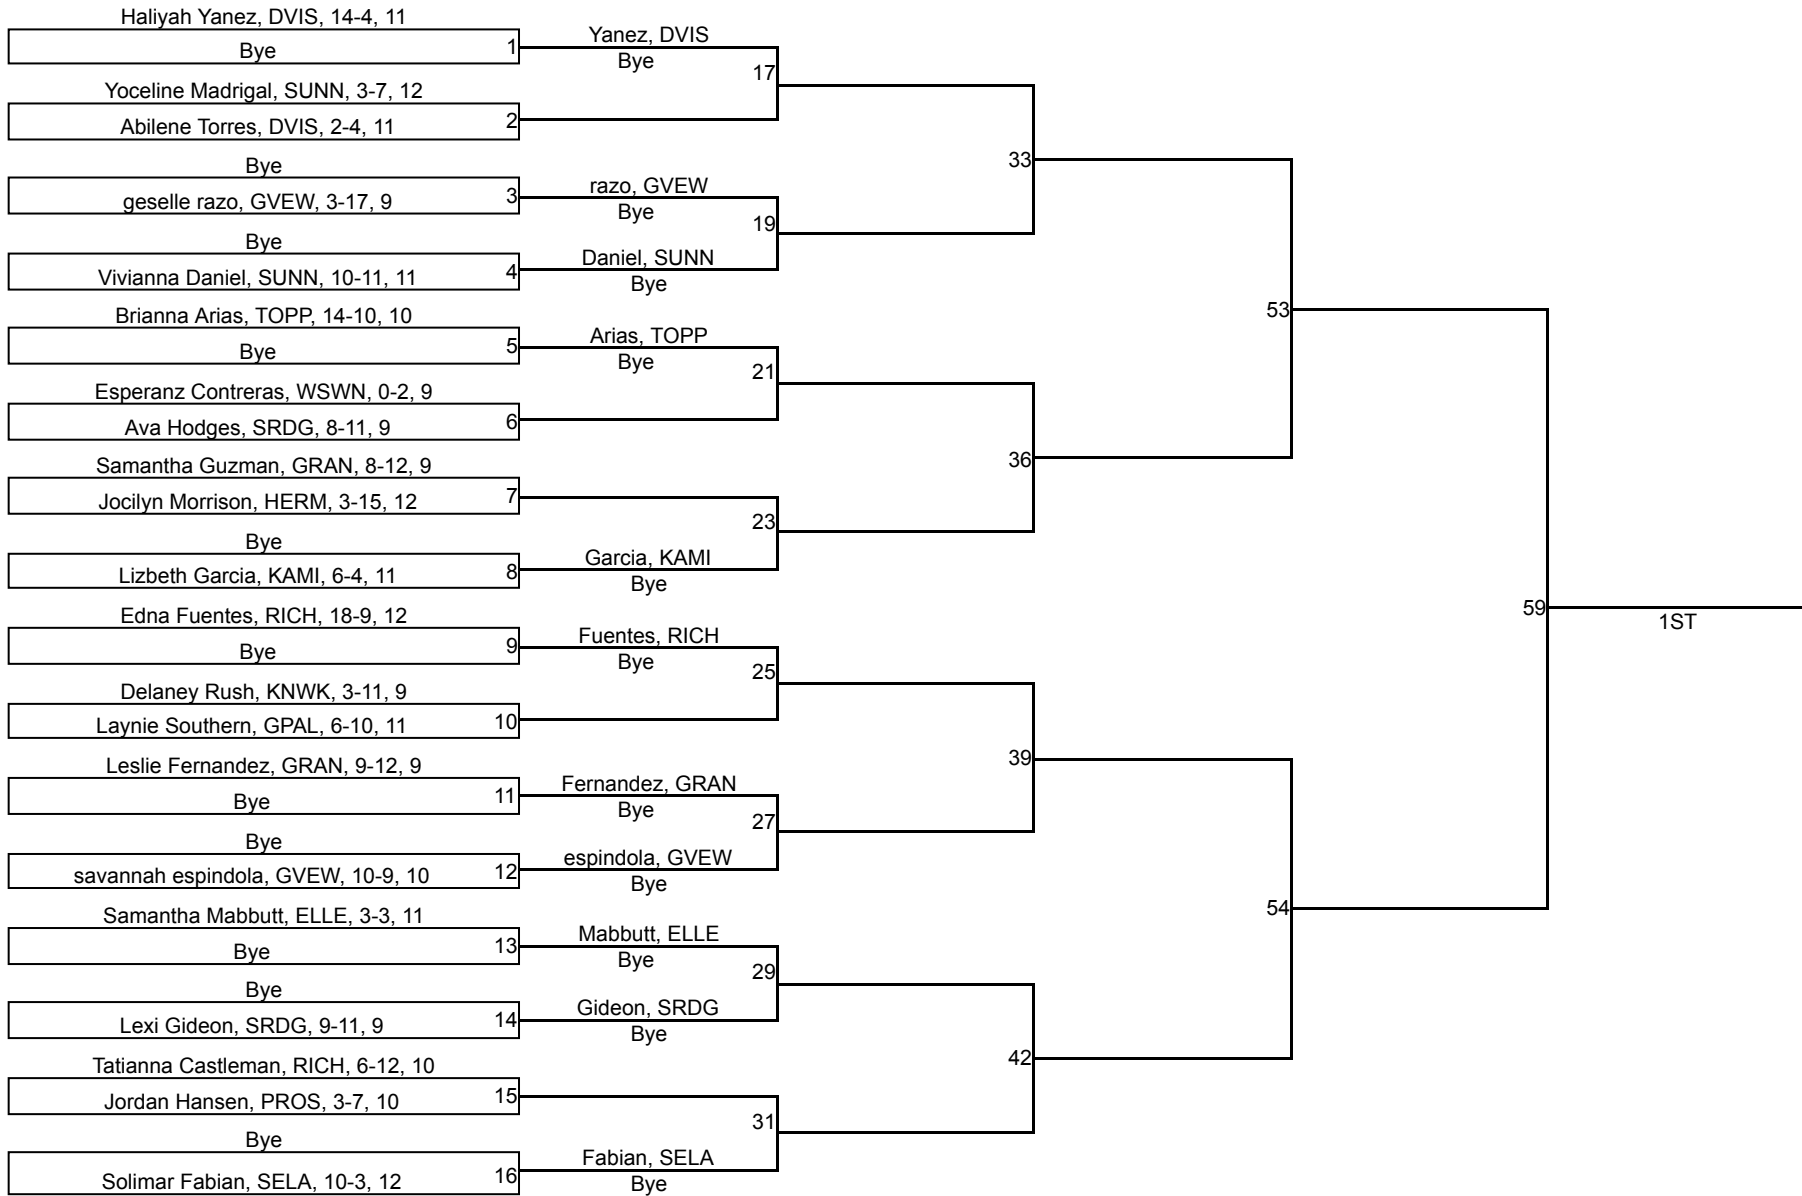 Haliyah Yanez, DVIS, 14-4, 11
Bye
1
Yoceline Madrigal, SUNN, 3-7, 12
Abilene Torres, DVIS, 2-4, 11
2
Bye
geselle razo, GVEW, 3-17, 9
3
Bye
Vivianna Daniel, SUNN, 10-11, 11
4
Brianna Arias, TOPP, 14-10, 10
Bye
5
Esperanz Contreras, WSWN, 0-2, 9
Ava Hodges, SRDG, 8-11, 9
6
Samantha Guzman, GRAN, 8-12, 9
Jocilyn Morrison, HERM, 3-15, 12
7
Bye
Lizbeth Garcia, KAMI, 6-4, 11
8
Edna Fuentes, RICH, 18-9, 12
Bye
9
Delaney Rush, KNWK, 3-11, 9
Laynie Southern, GPAL, 6-10, 11
10
Leslie Fernandez, GRAN, 9-12, 9
Bye
11
Bye
savannah espindola, GVEW, 10-9, 10
12
Samantha Mabbutt, ELLE, 3-3, 11
Bye
13
Bye
Lexi Gideon, SRDG, 9-11, 9
14
Tatianna Castleman, RICH, 6-12, 10
Jordan Hansen, PROS, 3-7, 10
15
Bye
Solimar Fabian, SELA, 10-3, 12
16
Yanez, DVIS
Bye
17
razo, GVEW
Bye
19
Daniel, SUNN
Bye
Arias, TOPP
Bye
21
23
Garcia, KAMI
Bye
Fuentes, RICH
Bye
25
Fernandez, GRAN
Bye
27
espindola, GVEW
Bye
Mabbutt, ELLE
Bye
29
Gideon, SRDG
Bye
31
Fabian, SELA
Bye
33
36
39
42
53
54
59
1ST